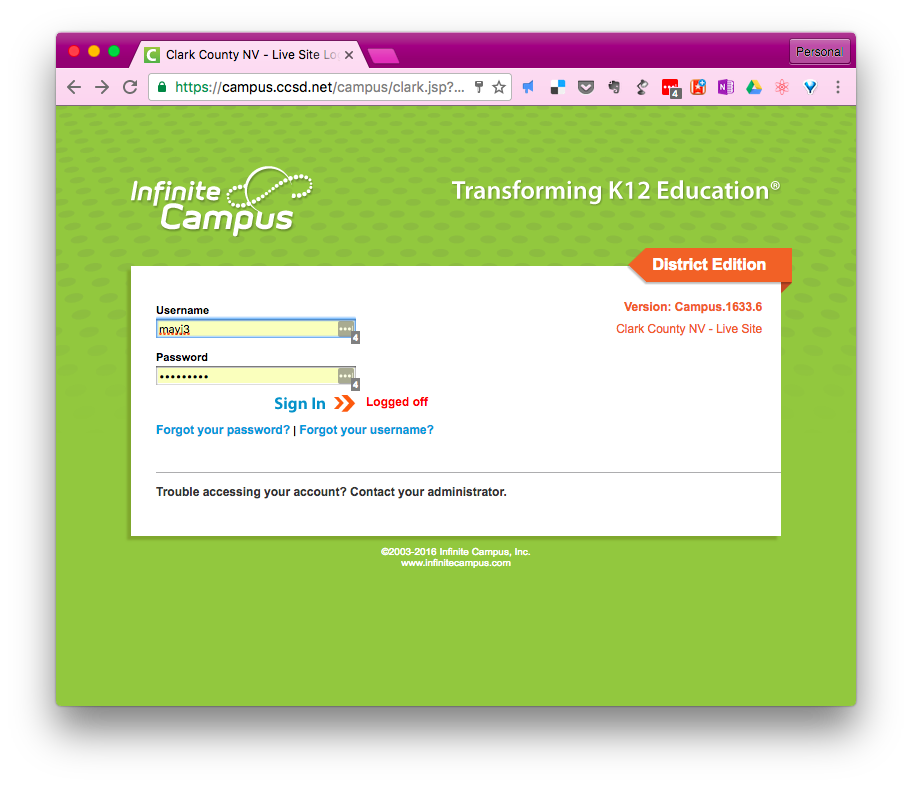 Clark County NV - Live Site Lo
Personal
https://campus.ccsd.net/campus/clark.jsp?...
4
Infinite
Campus
Transforming K12 Education®
District Edition
Version: Campus.1633.6
Clark County NV - Live Site
Username
mayj3
4
Password
•••••••••
4
Sign In
Logged off
Forgot your password? | Forgot your username?
Trouble accessing your account? Contact your administrator.
©2003-2016 Infinite Campus, Inc.
www.infinitecampus.com